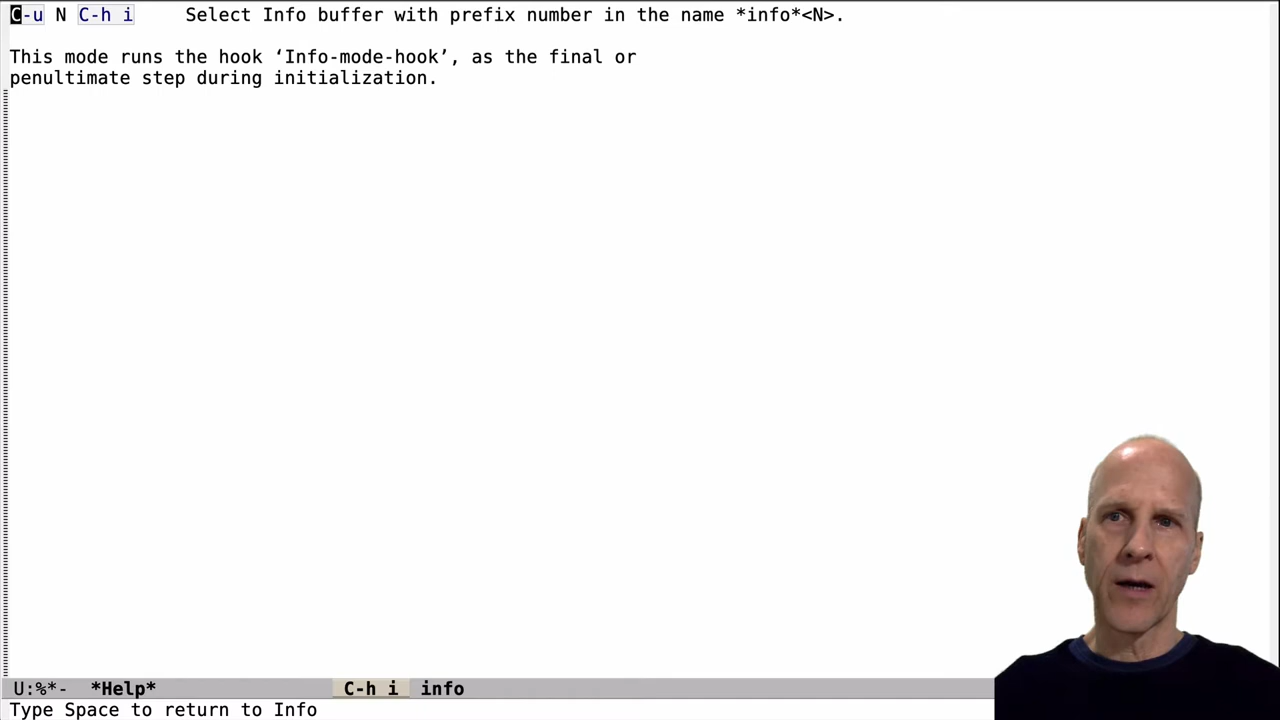 C-u N C-h i Select Info buffer with prefix number in the name *info*<N>.
This mode runs the hook ‘Info-mode-hook’, as the final or
penultimate step during initialization.
U:%*- *Help* C-h i info
Type Space to return to Info